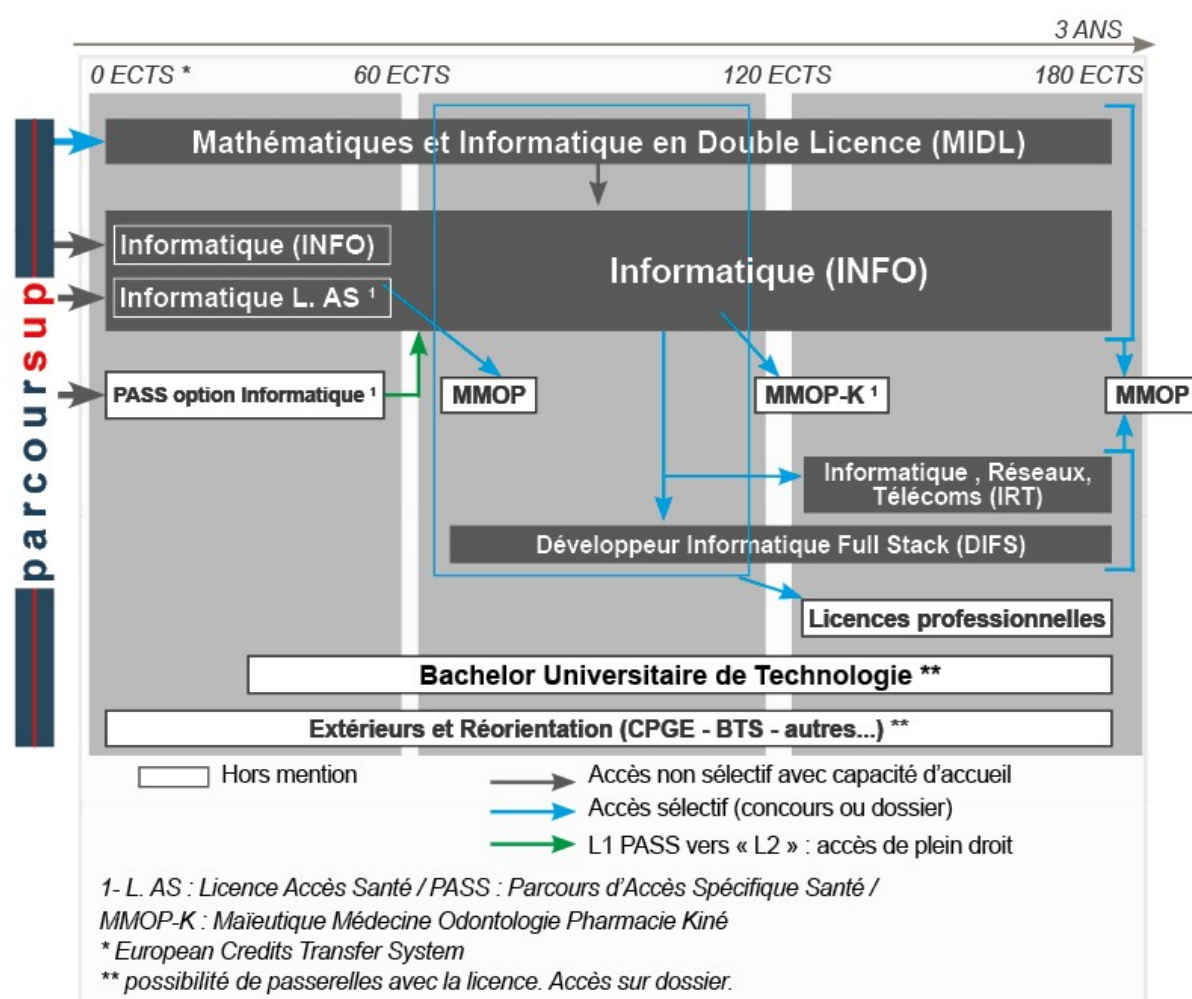 3 ANS
0 ECTS *
60 ECTS
120 ECTS
180 ECTS
parcoursup
Mathématiques et Informatique en Double Licence (MIDL)
Informatique (INFO)
Informatique L. AS ¹
Informatique (INFO)
PASS option Informatique ¹
MMOP
MMOP-K ¹
MMOP
Informatique , Réseaux,
Télécoms (IRT)
Développeur Informatique Full Stack (DIFS)
Licences professionnelles
Bachelor Universitaire de Technologie **
Extérieurs et Réorientation (CPGE - BTS - autres...) **
Hors mention
Accès non sélectif avec capacité d'accueil
Accès sélectif (concours ou dossier)
L1 PASS vers « L2 » : accès de plein droit
1- L. AS : Licence Accès Santé / PASS : Parcours d'Accès Spécifique Santé /
MMOP-K : Maïeutique Médecine Odontologie Pharmacie Kiné
* European Credits Transfer System
** possibilité de passerelles avec la licence. Accès sur dossier.